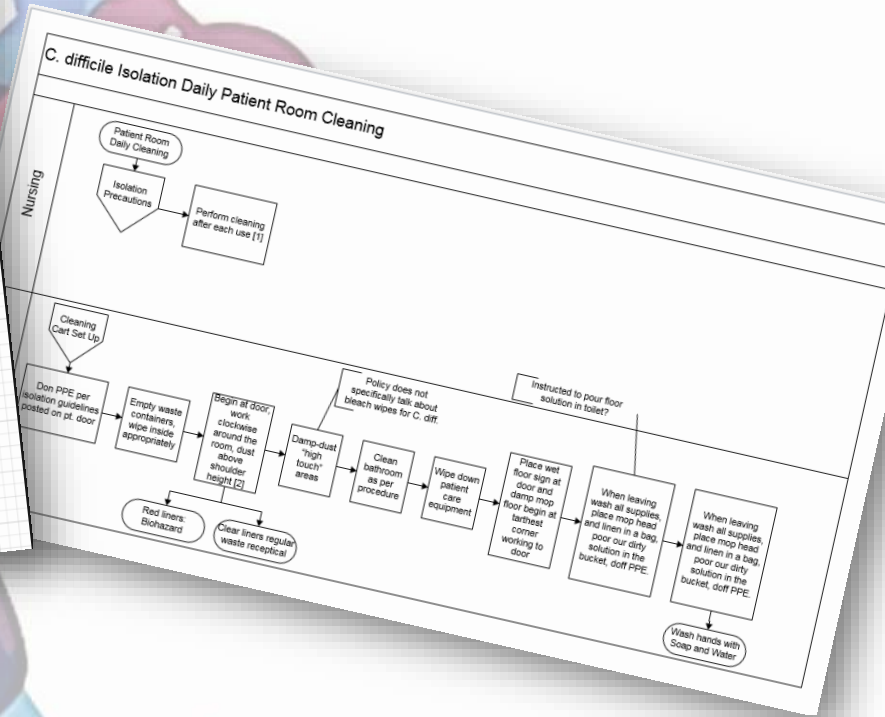 C. difficile Isolation Daily Patient Room Cleaning
Nursing
Patient Room
Daily Cleaning
Isolation
Precautions
Perform cleaning
after each use [1]
Cleaning
Cart Set Up
Don PPE per
isolation guidelines
posted on pt. door
Empty waste
containers,
wipe inside
appropriately
Begin at door,
work
clockwise
around the
room, dust
above
shoulder
height [2]
Red liners:
Biohazard
Clear liners regular
waste receptical
Policy does not
specifically talk about
bleach wipes for C. diff.
Damp-dust
"high
touch"
areas
Clean
bathroom
as per
procedure
Wipe down
patient
care
equipment
Instructed to pour floor
solution in toilet?
Place wet
floor sign at
door and
damp mop
floor begin at
tarthest
corner
working to
door
When leaving
wash all supplies,
place mop head
and linen in a bag,
poor our dirty
solution in the
bucket, doff PPE.
When leaving
wash all supplies,
place mop head
and linen in a bag,
poor our dirty
solution in the
bucket, doff PPE.
Wash hands with
Soap and Water